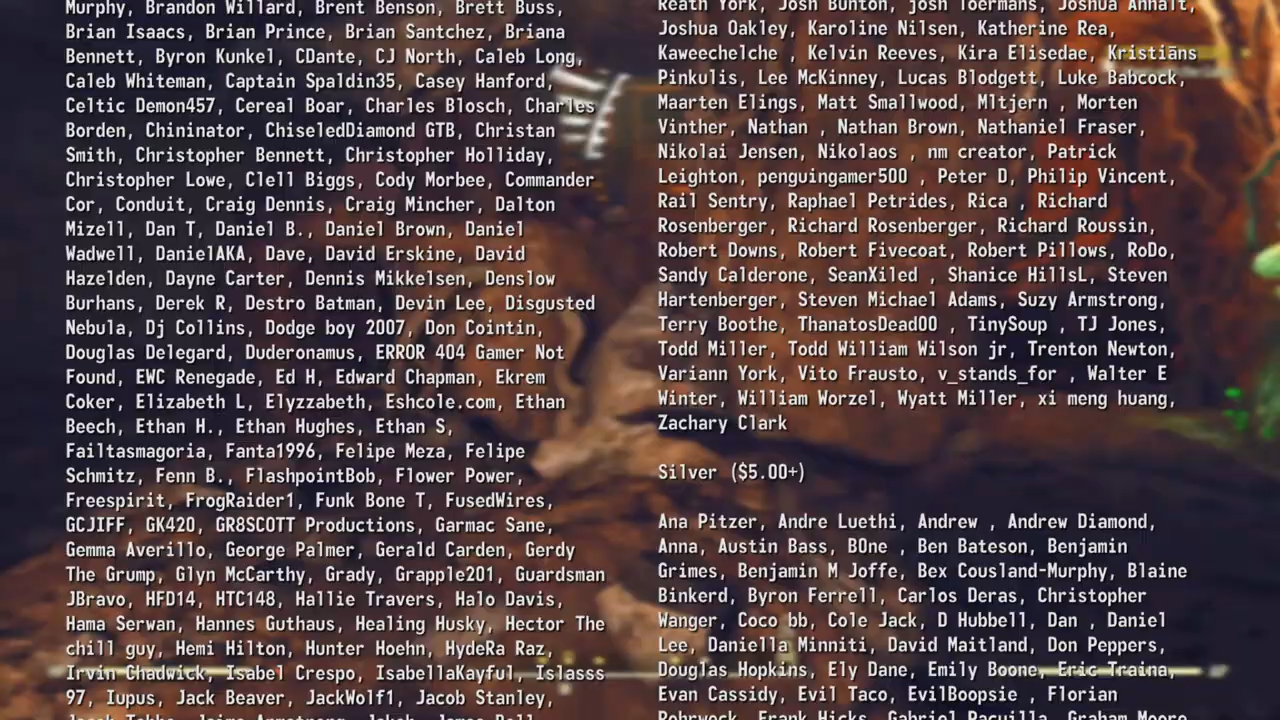 Murphy, Brandon Willard, Brent Benson, Brett Buss,
Brian Isaacs, Brian Prince, Brian Santchez, Briana
Bennett, Byron Kunkel, CDante, CJ North, Caleb Long,
Caleb Whiteman, Captain Spaldin35, Casey Hanford,
Celtic Demon457, Cereal Boar, Charles Blosch, Charles
Borden, Chininator, ChiseledDiamond GTB, Christan
Smith, Christopher Bennett, Christopher Holliday,
Christopher Lowe, Clell Biggs, Cody Morbee, Commander
Cor, Conduit, Craig Dennis, Craig Mincher, Dalton
Mizell, Dan T, Daniel B., Daniel Brown, Daniel
Wadwell, DanielAKA, Dave, David Erskine, David
Hazelden, Dayne Carter, Dennis Mikkelsen, Denslow
Burhans, Derek R, Destro Batman, Devin Lee, Disgusted
Nebula, Dj Collins, Dodge boy 2007, Don Cointin,
Douglas Delegard, Duderonamus, ERROR 404 Gamer Not
Found, EWC Renegade, Ed H, Edward Chapman, Ekrem
Coker, Elizabeth L, Elyzzabeth, Eshcole.com, Ethan
Beech, Ethan H., Ethan Hughes, Ethan S,
Failtasmagoria, Fanta1996, Felipe Meza, Felipe
Schmitz, Fenn B., FlashpointBob, Flower Power,
Freespirit, FrogRaider1, Funk Bone T, FusedWires,
GCJIFF, GK420, GR8SCOTT Productions, Garmac Sane,
Gemma Averillo, George Palmer, Gerald Carden, Gerdy
The Grump, Glyn McCarthy, Grady, Grapple201, Guardsman
JBravo, HFD14, HTC148, Hallie Travers, Halo Davis,
Hama Serwan, Hannes Guthaus, Healing Husky, Hector The
chill guy, Hemi Hilton, Hunter Hoehn, HydeRa Raz,
Irvin Chadwick, Isabel Crespo, IsabellaKayful, Islasss
97, Iupus, Jack Beaver, JackWolf1, Jacob Stanley,
Reath York, Josh Bunton, josh Toermans, Joshua Annalt,
Joshua Oakley, Karoline Nilsen, Katherine Rea,
Kaweechelche , Kelvin Reeves, Kira Elisedae, Kristiāns
Pinkulis, Lee McKinney, Lucas Blodgett, Luke Babcock,
Maarten Elings, Matt Smallwood, Mltjern , Morten
Vinther, Nathan , Nathan Brown, Nathaniel Fraser,
Nikolai Jensen, Nikolaos , nm creator, Patrick
Leighton, penguingamer500 , Peter D, Philip Vincent,
Rail Sentry, Raphael Petrides, Rica , Richard
Rosenberger, Richard Rosenberger, Richard Roussin,
Robert Downs, Robert Fivecoat, Robert Pillows, RoDo,
Sandy Calderone, SeanXiled , Shanice HillsL, Steven
Hartenberger, Steven Michael Adams, Suzy Armstrong,
Terry Boothe, ThanatosDead00 , TinySoup , TJ Jones,
Todd Miller, Todd William Wilson jr, Trenton Newton,
Variann York, Vito Frausto, v_stands_for , Walter E
Winter, William Worzel, Wyatt Miller, xi meng huang,
Zachary Clark
Silver ($5.00+)
Ana Pitzer, Andre Luethi, Andrew , Andrew Diamond,
Anna, Austin Bass, BOne , Ben Bateson, Benjamin
Grimes, Benjamin M Joffe, Bex Cousland-Murphy, Blaine
Binkerd, Byron Ferrell, Carlos Deras, Christopher
Wanger, Coco bb, Cole Jack, D Hubbell, Dan , Daniel
Lee, Daniella Minniti, David Maitland, Don Peppers,
Douglas Hopkins, Ely Dane, Emily Boone, Eric Traina,
Evan Cassidy, Evil Taco, EvilBoopsie , Florian
Rohrwock, Frank Hicks, Gabriel Pacuilla, Graham Moore